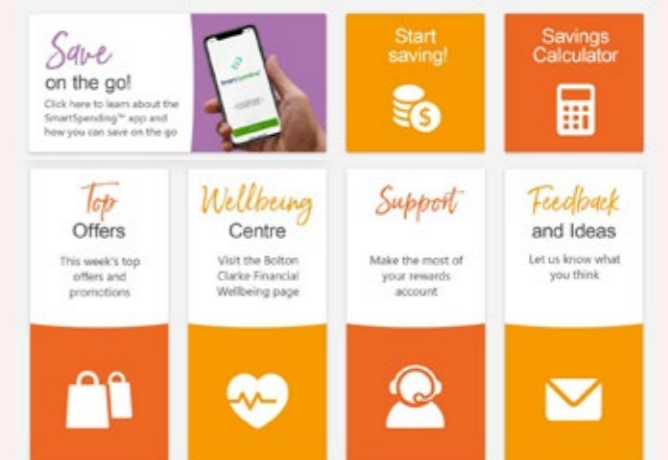 Save
on the go!
Click here to learn about the
SmartSpending™ app and
how you can save on the go
SmartSpending
Start
saving!
$
Savings
Calculator
Top
Offers
This week's top
offers and
promotions
Wellbeing
Centre
Visit the Bolton
Clarke Financial
Wellbeing page
Support
Make the most of
your rewards
account
Feedback
and Ideas
Let us know what
you think